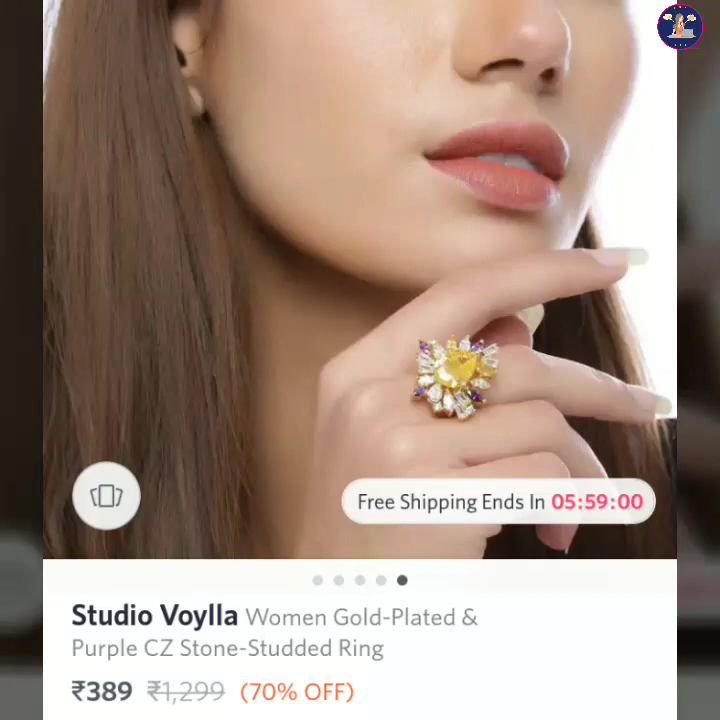 Free Shipping Ends In 05:59:00
Studio Voylla Women Gold-Plated &
Purple CZ Stone-Studded Ring
₹389 ₹1,299 (70% OFF)